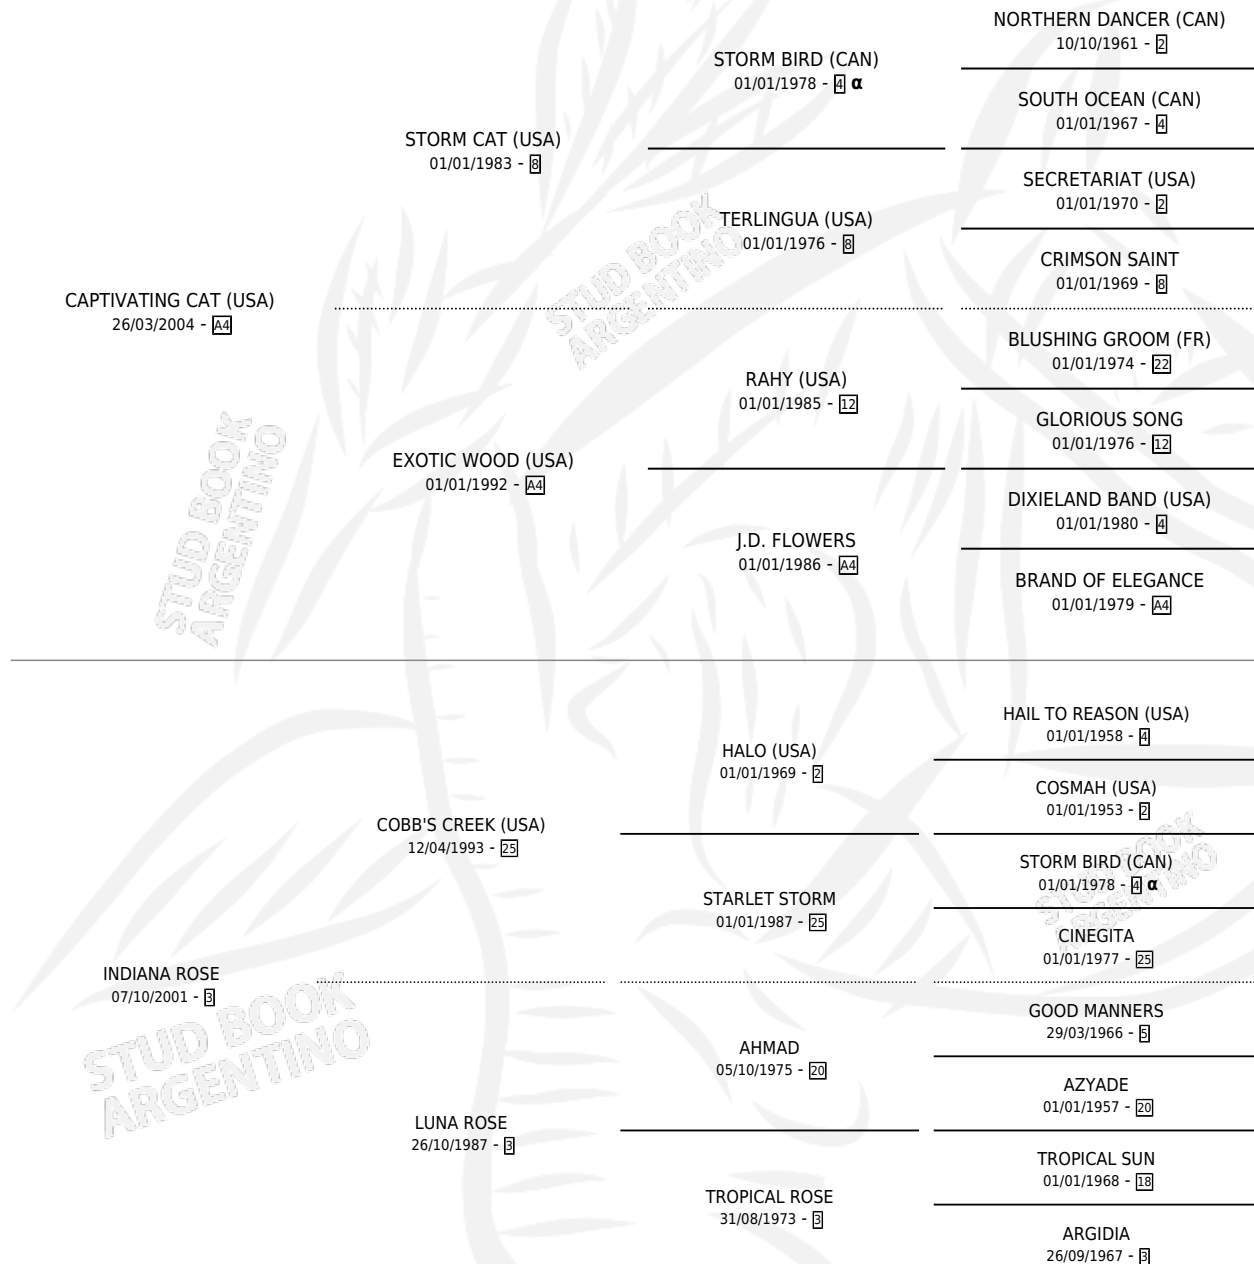 NORTHERN DANCER (CAN)
10/10/1961 - 2
STORM BIRD (CAN)
01/01/1978 - 4 α
SOUTH OCEAN (CAN)
01/01/1967 - 4
STORM CAT (USA)
01/01/1983 - 8
SECRETARIAT (USA)
01/01/1970 - 2
TERLINGUA (USA)
01/01/1976 - 8
CRIMSON SAINT
01/01/1969 - 8
CAPTIVATING CAT (USA)
26/03/2004 - A4
BLUSHING GROOM (FR)
01/01/1974 - 22
RAHY (USA)
01/01/1985 - 12
GLORIOUS SONG
01/01/1976 - 12
EXOTIC WOOD (USA)
01/01/1992 - A4
DIXIELAND BAND (USA)
01/01/1980 - 4
J.D. FLOWERS
01/01/1986 - A4
BRAND OF ELEGANCE
01/01/1979 - A4
HAIL TO REASON (USA)
01/01/1958 - 4
HALO (USA)
01/01/1969 - 2
COSMAH (USA)
01/01/1953 - 2
COBB'S CREEK (USA)
12/04/1993 - 25
STORM BIRD (CAN)
01/01/1978 - 4 α
STARLET STORM
01/01/1987 - 25
CINEGITA
01/01/1977 - 25
INDIANA ROSE
07/10/2001 - 3
GOOD MANNERS
29/03/1966 - 5
AHMAD
05/10/1975 - 20
AZYADE
01/01/1957 - 20
LUNA ROSE
26/10/1987 - 3
TROPICAL SUN
01/01/1968 - 18
TROPICAL ROSE
31/08/1973 - 3
ARGIDIA
26/09/1967 - 3
STUD BOOK
ARGENTINO
STUD BOOK
ARGENTINO
STUD BOOK
ARGENTINO
STUD BOOK
ARGENTINO